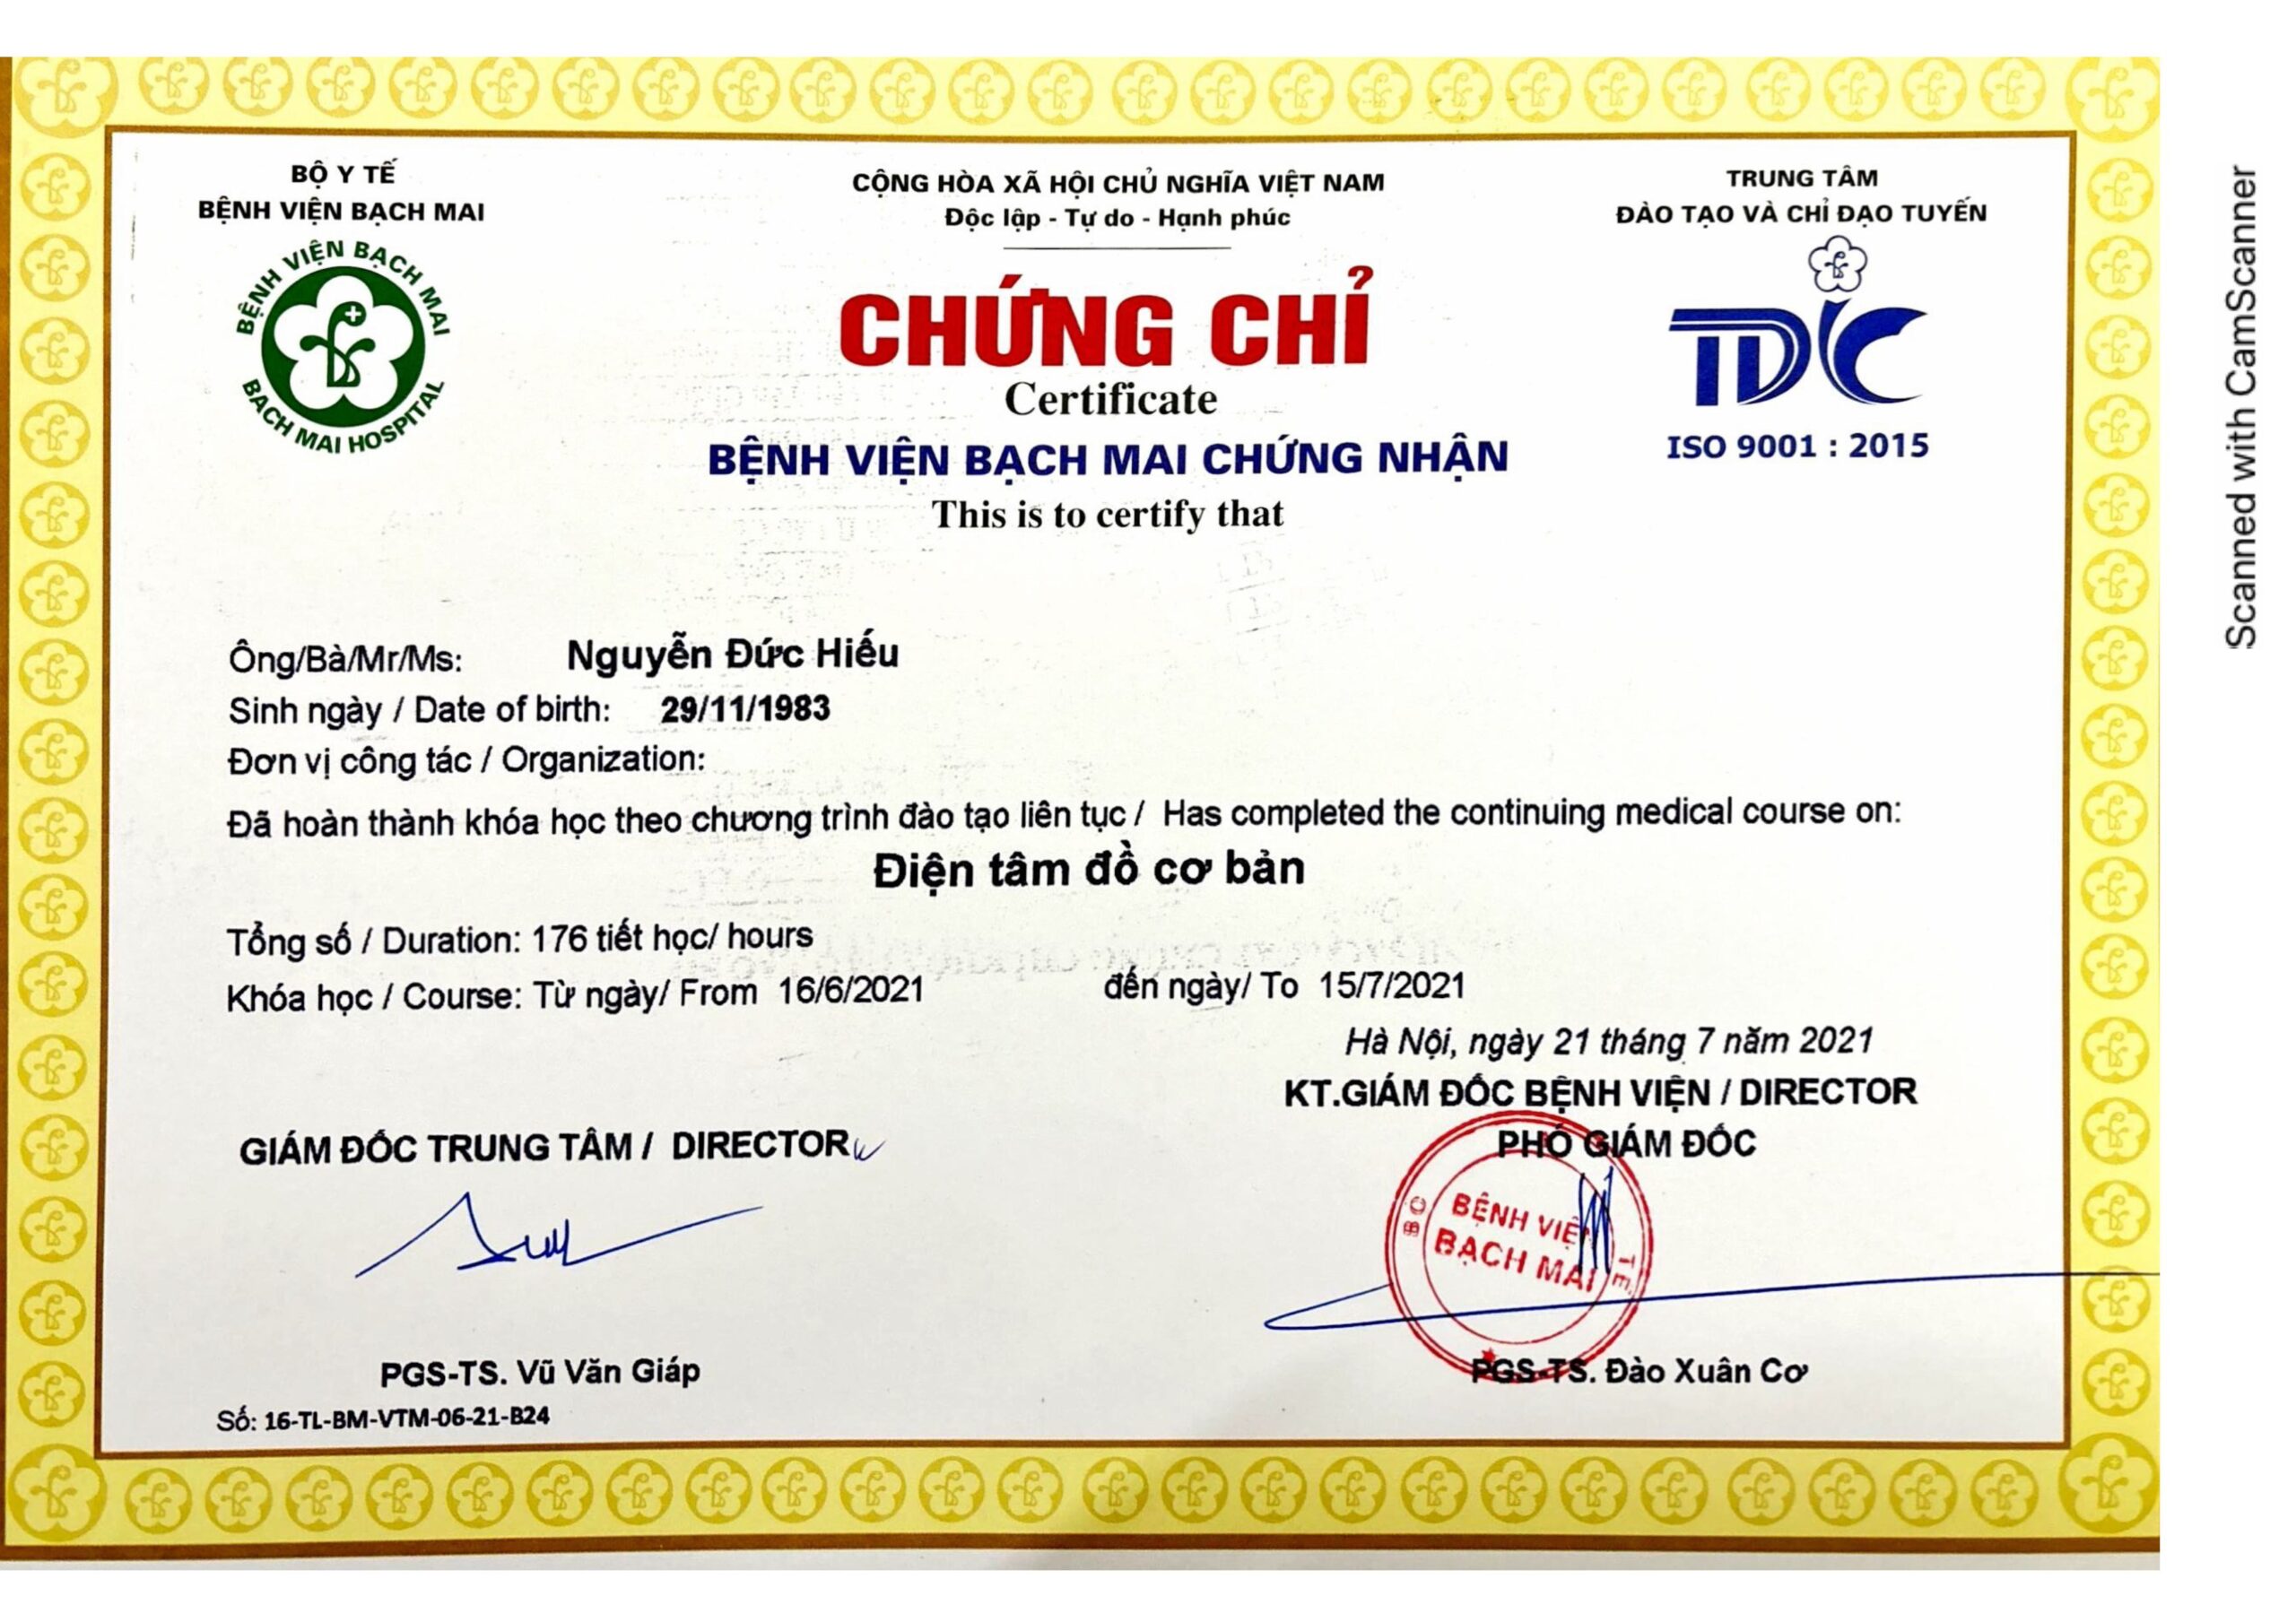 BỘ Y TẾ
BỆNH VIỆN BẠCH MAI
BỆNH VIỆN BẠCH MAI
BACH MAI HOSPITAL
CỘNG HÒA XÃ HỘI CHỦ NGHĨA VIỆT NAM
Độc lập - Tự do - Hạnh phúc
TRUNG TÂM
ĐÀO TẠO VÀ CHỈ ĐẠO TUYẾN
TDC
ISO 9001 : 2015
CHỨNG CHỈ
Certificate
BỆNH VIỆN BẠCH MAI CHỨNG NHẬN
This is to certify that
Ông/Bà/Mr/Ms: Nguyễn Đức Hiếu
Sinh ngày / Date of birth: 29/11/1983
Đơn vị công tác / Organization:
Đã hoàn thành khóa học theo chương trình đào tạo liên tục / Has completed the continuing medical course on:
Điện tâm đồ cơ bản
Tổng số / Duration: 176 tiết học/ hours
Khóa học / Course: Từ ngày/ From 16/6/2021 đến ngày/ To 15/7/2021
Hà Nội, ngày 21 tháng 7 năm 2021
KT.GIÁM ĐỐC BỆNH VIỆN / DIRECTOR
PHÓ GIÁM ĐỐC
GIÁM ĐỐC TRUNG TÂM / DIRECTOR
BỆNH VIỆN
BẠCH MAI
PGS-TS. Vũ Văn Giáp
PGS-TS. Đào Xuân Cơ
Số: 16-TL-BM-VTM-06-21-B24
Scanned with CamScanner